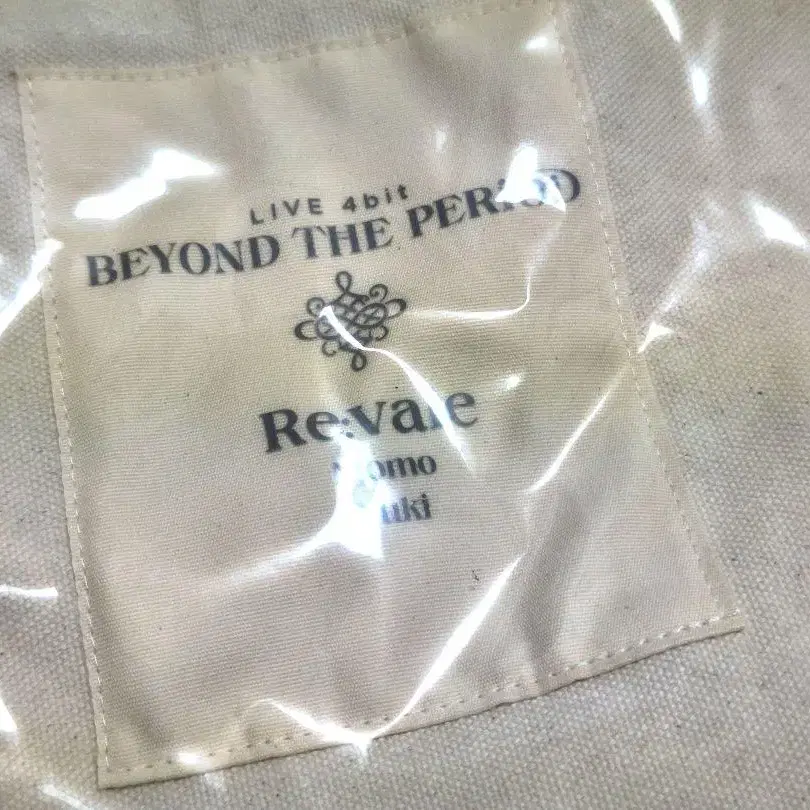 LIVE 4bit
BEYOND THE PERIOD
Re:vale